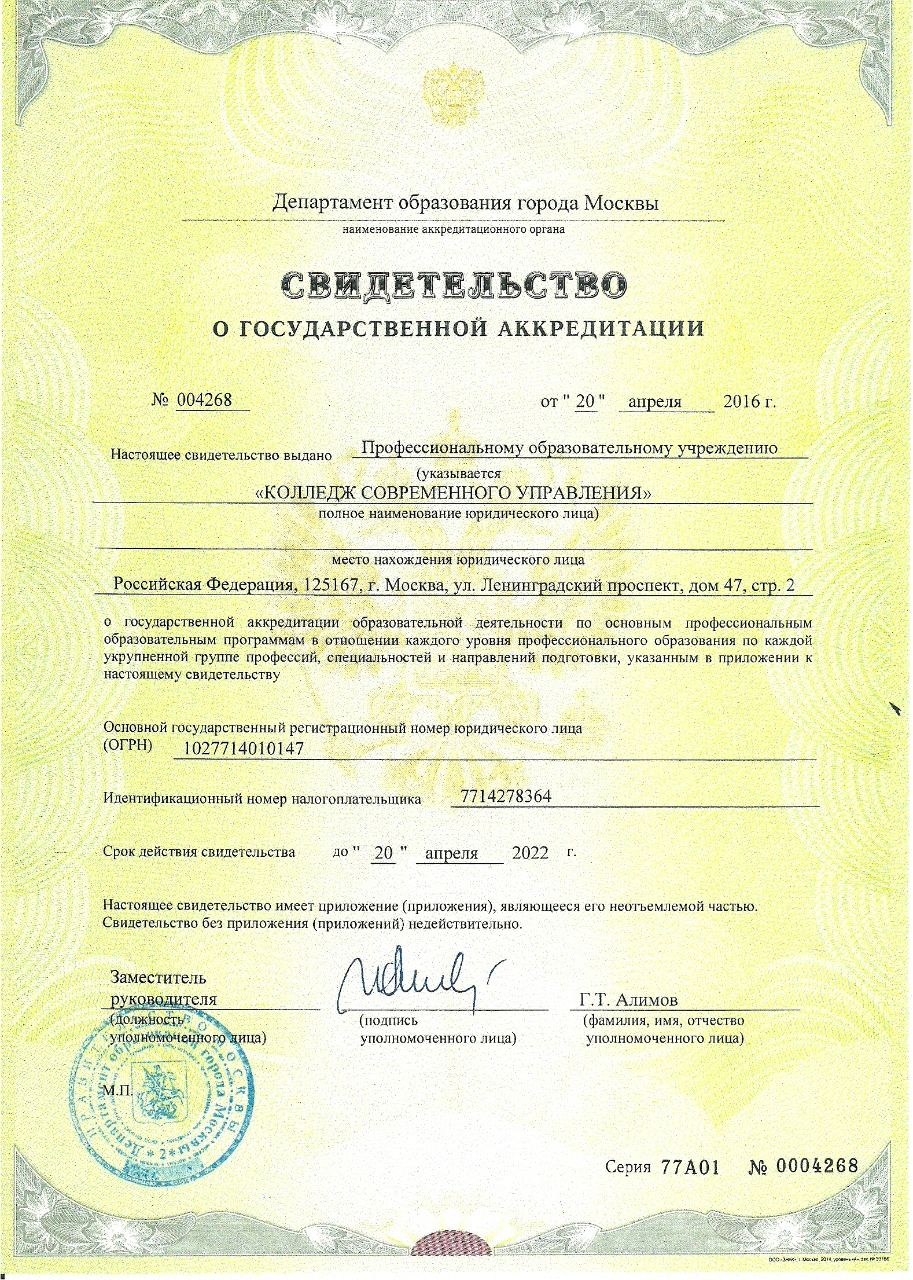 Департамент образования города Москвы
наименование аккредитационного органа
СВИДЕТЕЛЬСТВО
О ГОСУДАРСТВЕННОЙ АККРЕДИТАЦИИ
№ 004268 от " 20 " апреля 2016 г.
Настоящее свидетельство выдано Профессиональному образовательному учреждению
(указывается
«КОЛЛЕДЖ СОВРЕМЕННОГО УПРАВЛЕНИЯ»
полное наименование юридического лица)
место нахождения юридического лица
Российская Федерация, 125167, г. Москва, ул. Ленинградский проспект, дом 47, стр. 2
о государственной аккредитации образовательной деятельности по основным профессиональным
образовательным программам в отношении каждого уровня профессионального образования по каждой
укрупненной группе профессий, специальностей и направлений подготовки, указанным в приложении к
настоящему свидетельству
Основной государственный регистрационный номер юридического лица
(ОГРН) 1027714010147
Идентификационный номер налогоплательщика 7714278364
Срок действия свидетельства до " 20 " апреля 2022 г.
Настоящее свидетельство имеет приложение (приложения), являющееся его неотъемлемой частью.
Свидетельство без приложения (приложений) недействительно.
Заместитель
руководителя Г.Т. Алимов
(должность (подпись (фамилия, имя, отчество
уполномоченного лица) уполномоченного лица) уполномоченного лица)
М.П.
ПРАВИТЕЛЬСТВО МОСКВЫ
Департамент образования города Москвы * 2 *
Серия 77А01 № 0004268